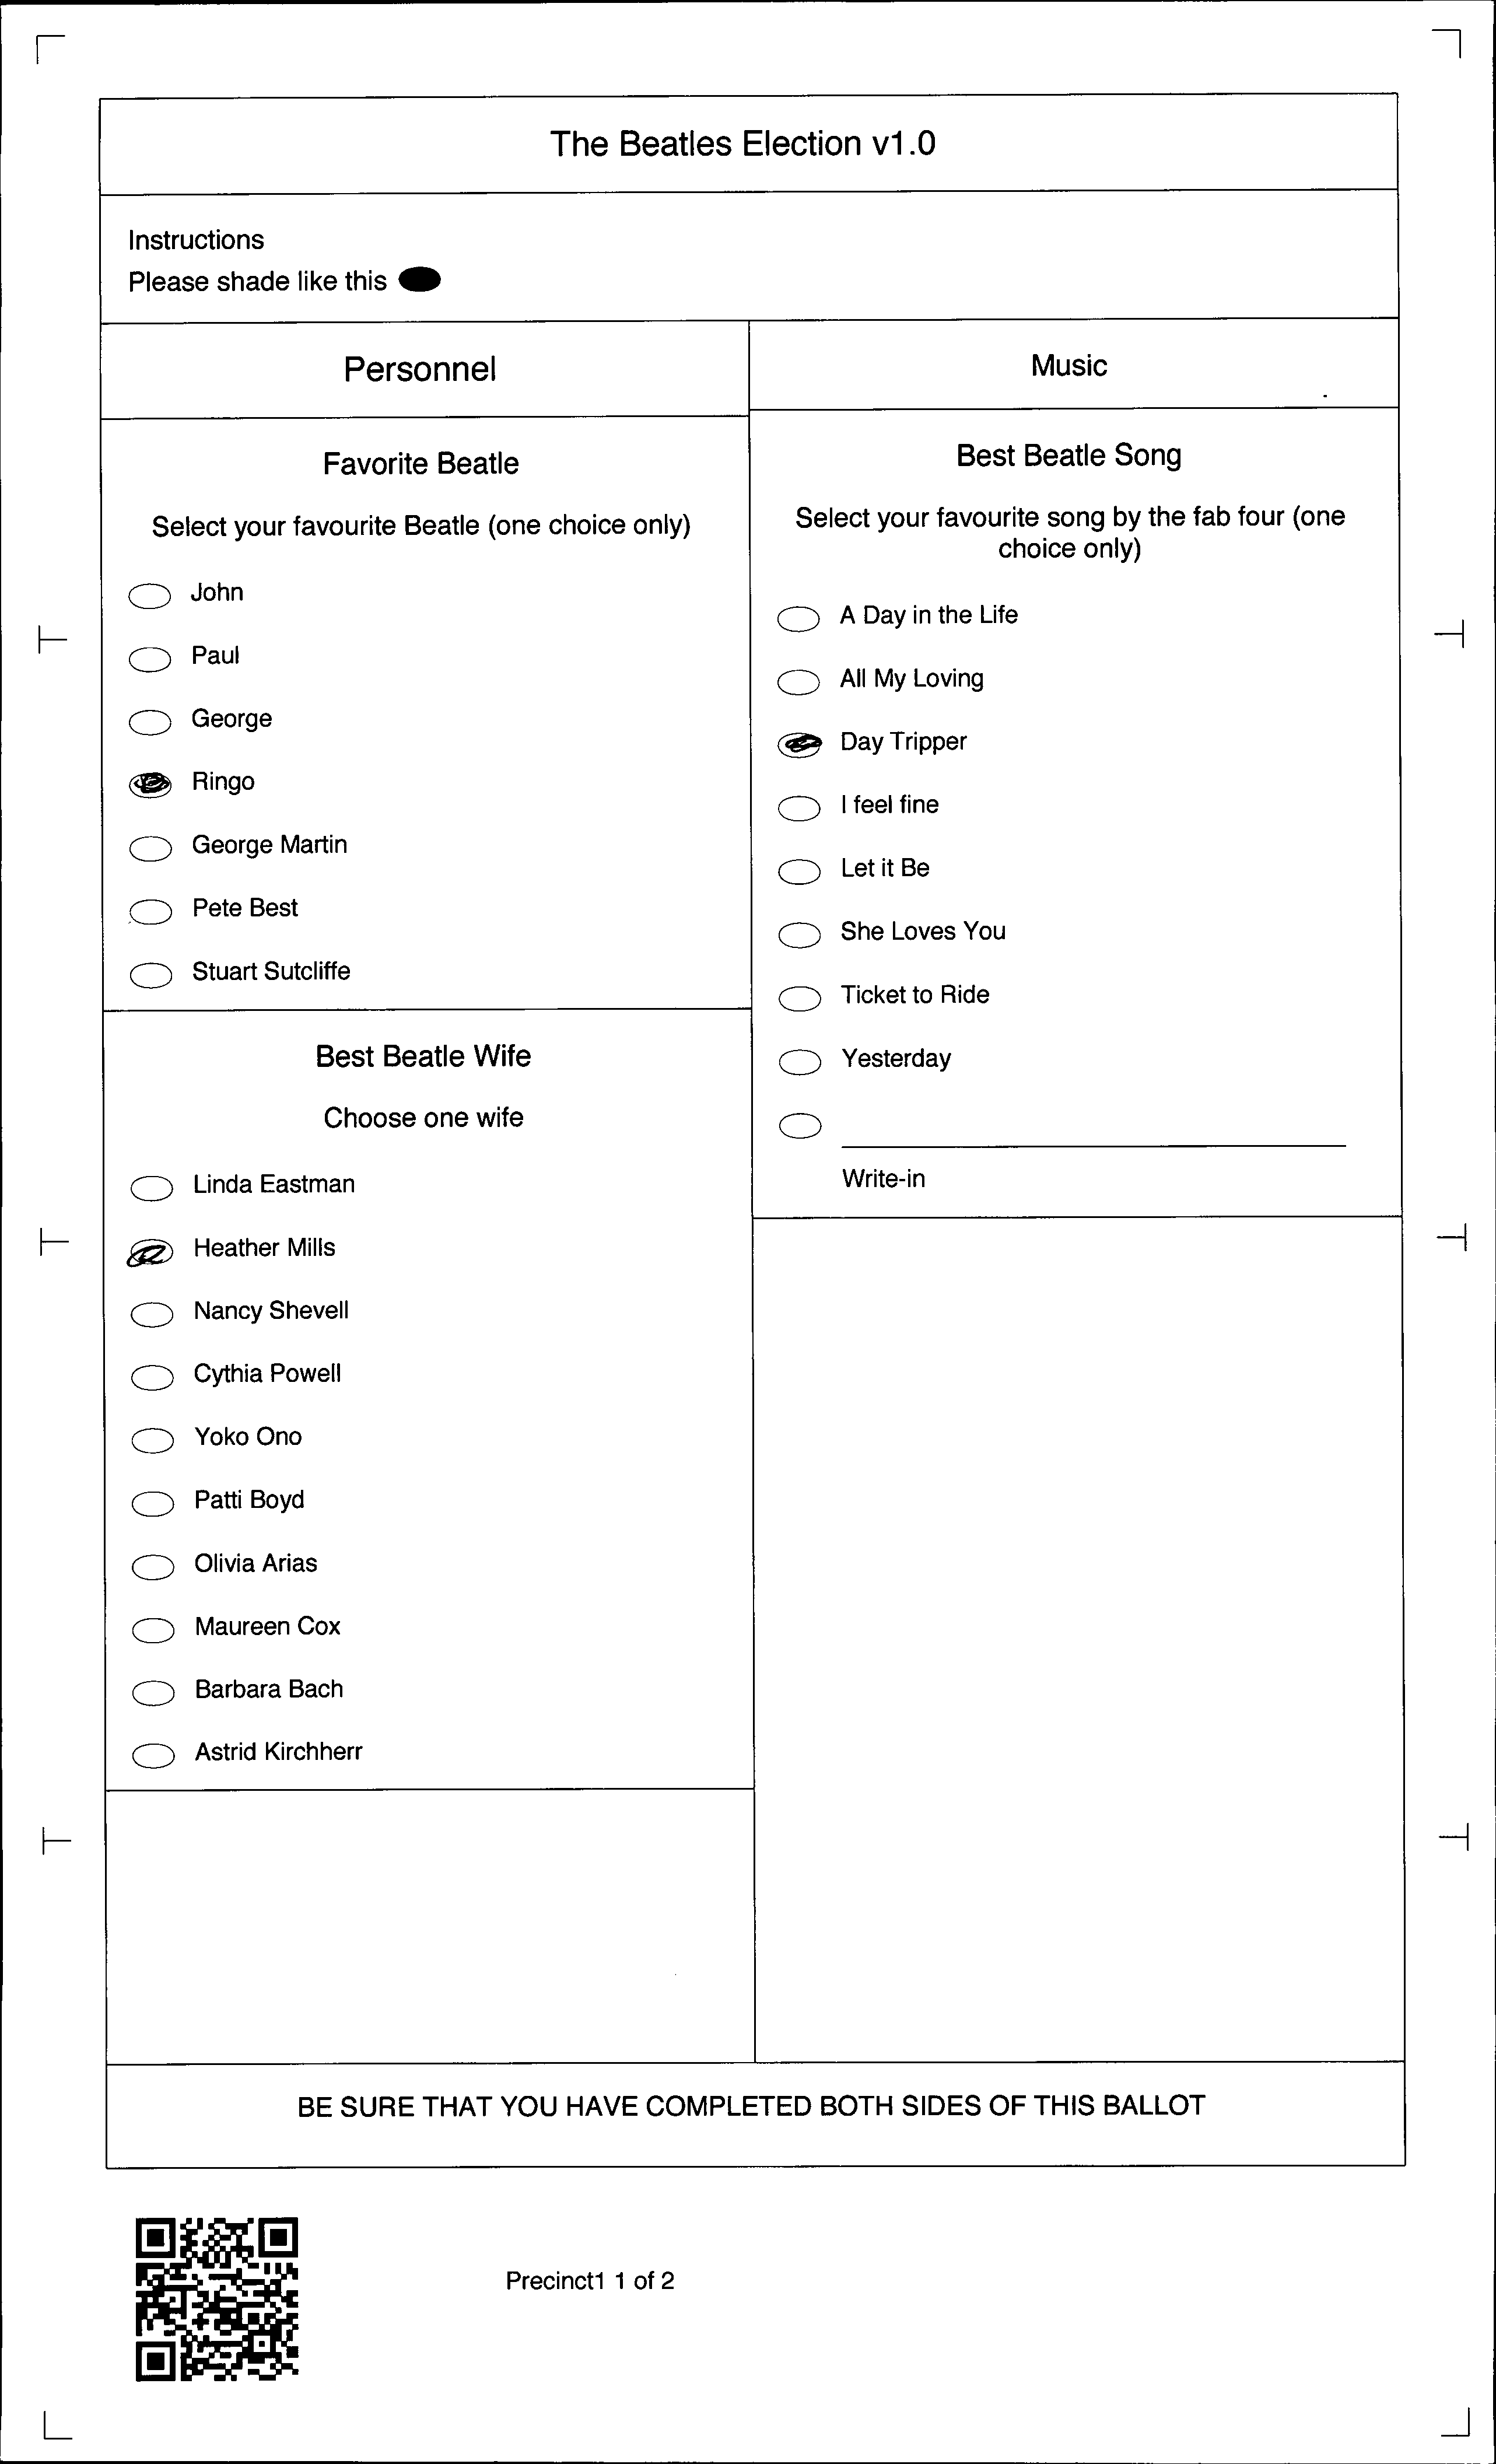 The Beatles Election v1.0
Instructions
Please shade like this
Personnel
Favorite Beatle
Select your favourite Beatle (one choice only)
John
Paul
George
Ringo
George Martin
Pete Best
Stuart Sutcliffe
Best Beatle Wife
Choose one wife
Linda Eastman
Heather Mills
Nancy Shevell
Cythia Powell
Yoko Ono
Patti Boyd
Olivia Arias
Maureen Cox
Barbara Bach
Astrid Kirchherr
Music
Best Beatle Song
Select your favourite song by the fab four (one
choice only)
A Day in the Life
All My Loving
Day Tripper
I feel fine
Let it Be
She Loves You
Ticket to Ride
Yesterday
Write-in
BE SURE THAT YOU HAVE COMPLETED BOTH SIDES OF THIS BALLOT
Precinct1 1 of 2